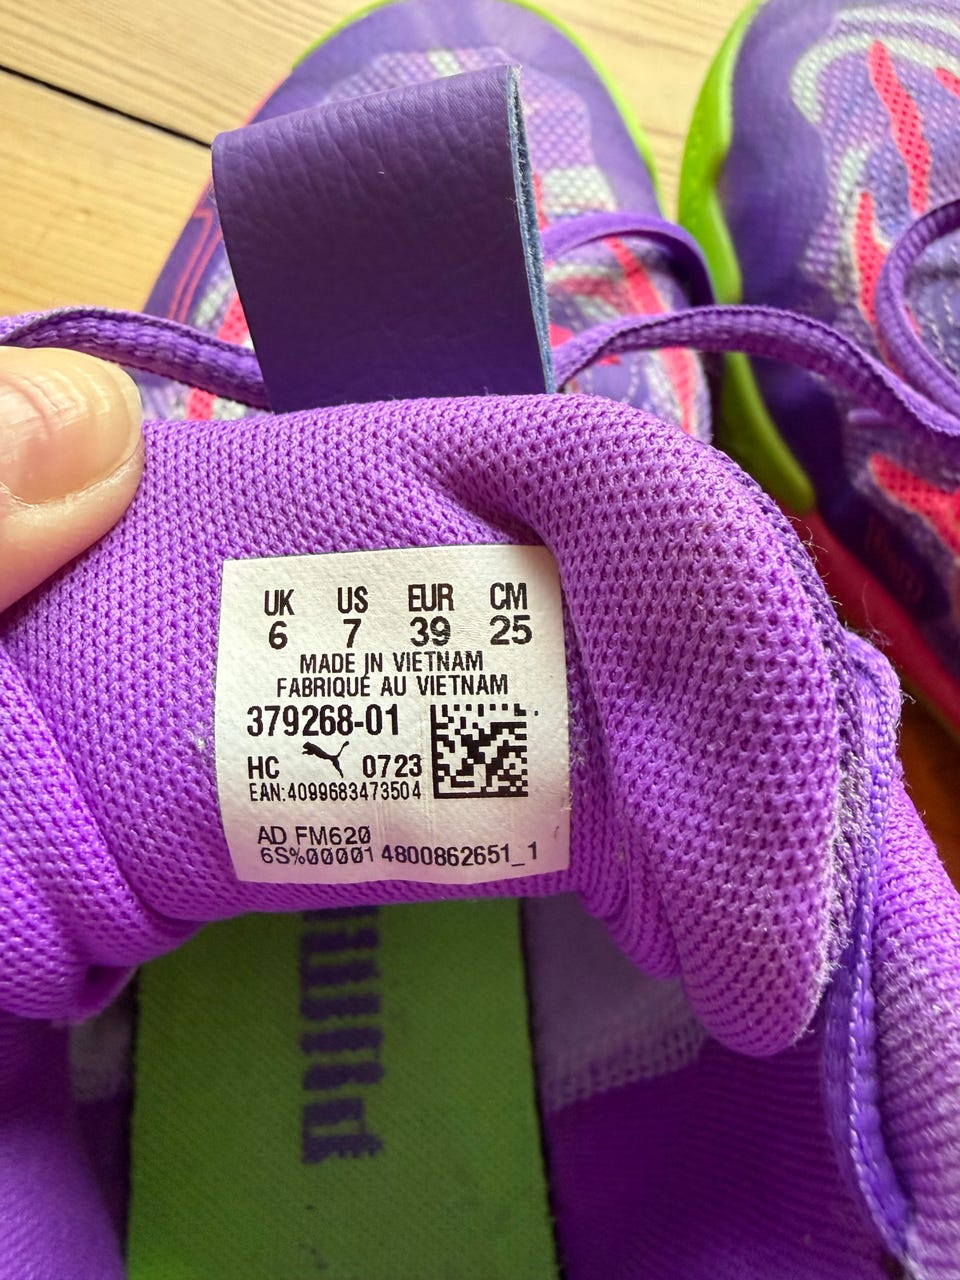 UK US EUR CM
6 7 39 25
MADE IN VIETNAM
FABRIQUÉ AU VIETNAM
379268-01
HC 0723
EAN:4099683473504
AD FM620
6S%00001 4800862651_1